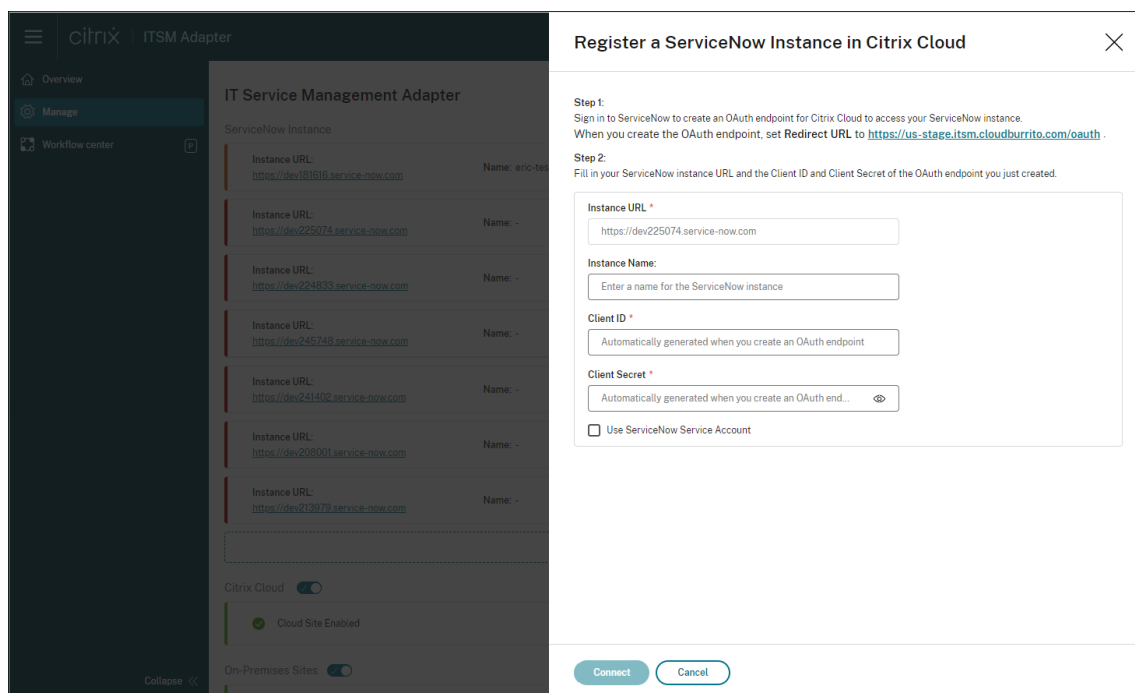 citrix | ITSM Adapter
Overview
Manage
Workflow center
P
Collapse
IT Service Management Adapter
ServiceNow Instance
Instance URL:
https://dev181616.service-now.com
Name: eric-tes
Instance URL:
https://dev225074.service-now.com
Name: -
Instance URL:
https://dev224833.service-now.com
Name: -
Instance URL:
https://dev245748.service-now.com
Name: -
Instance URL:
https://dev241402.service-now.com
Name: -
Instance URL:
https://dev208001.service-now.com
Name: -
Instance URL:
https://dev213979.service-now.com
Name: -
Citrix Cloud
Cloud Site Enabled
On-Premises Sites
Register a ServiceNow Instance in Citrix Cloud
Step 1:
Sign in to ServiceNow to create an OAuth endpoint for Citrix Cloud to access your ServiceNow instance.
When you create the OAuth endpoint, set Redirect URL to https://us-stage.itsm.cloudburrito.com/oauth .
Step 2:
Fill in your ServiceNow instance URL and the Client ID and Client Secret of the OAuth endpoint you just created.
Instance URL *
https://dev225074.service-now.com
Instance Name:
Enter a name for the ServiceNow instance
Client ID *
Automatically generated when you create an OAuth endpoint
Client Secret *
Automatically generated when you create an OAuth end...
Use ServiceNow Service Account
Connect
Cancel